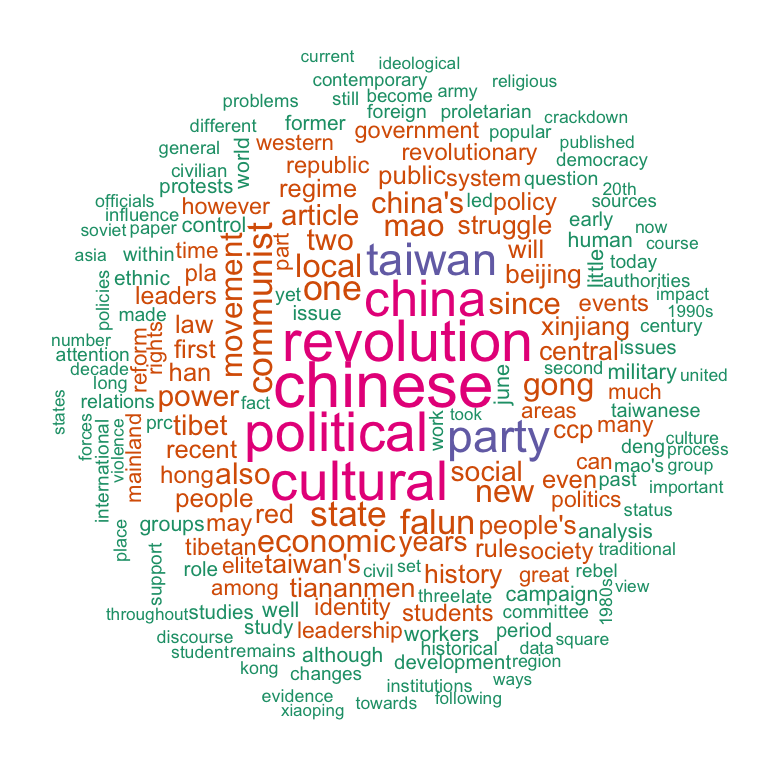 current
ideological
contemporary
religious
problems
still
become
army
different
former
foreign
proletarian
crackdown
general
western
government
popular
published
world
republic
revolutionary
democracy
civilian
protests
regime
public
system
question
20th
officials
however
article
china's
led
policy
sources
influence
soviet
paper
control
part
two
mao
struggle
early
now
asia
within
time
movement
communist
local
taiwan
will
human
little
course
policies
ethnic
pla
one
china
since
beijing
today
authorities
made
leaders
yet
issue
events
impact
1990s
number
reform
rights
law
revolution
xinjiang
century
attention
first
central
issues
decade
long
han
chinese
june
second
military
united
states
relations
power
fact
gong
much
forces
prc
tibet
political
work
took
areas
taiwanese
violence
international
mainland
recent
party
ccp
many
deng
culture
process
hong
also
cultural
social
can
mao's
group
people
new
even
past
important
place
groups
may
red
state
falun
people's
politics
status
analysis
support
tibetan
economic
years
rule
society
traditional
role
elite
taiwan's
civil
set
history
great
rebel
view
among
tiananmen
three
late
campaign
1980s
throughout
studies
well
identity
students
committee
discourse
study
leadership
workers
period
square
student
remains
although
historical
data
kong
changes
development
region
evidence
institutions
ways
xiaoping
towards
following